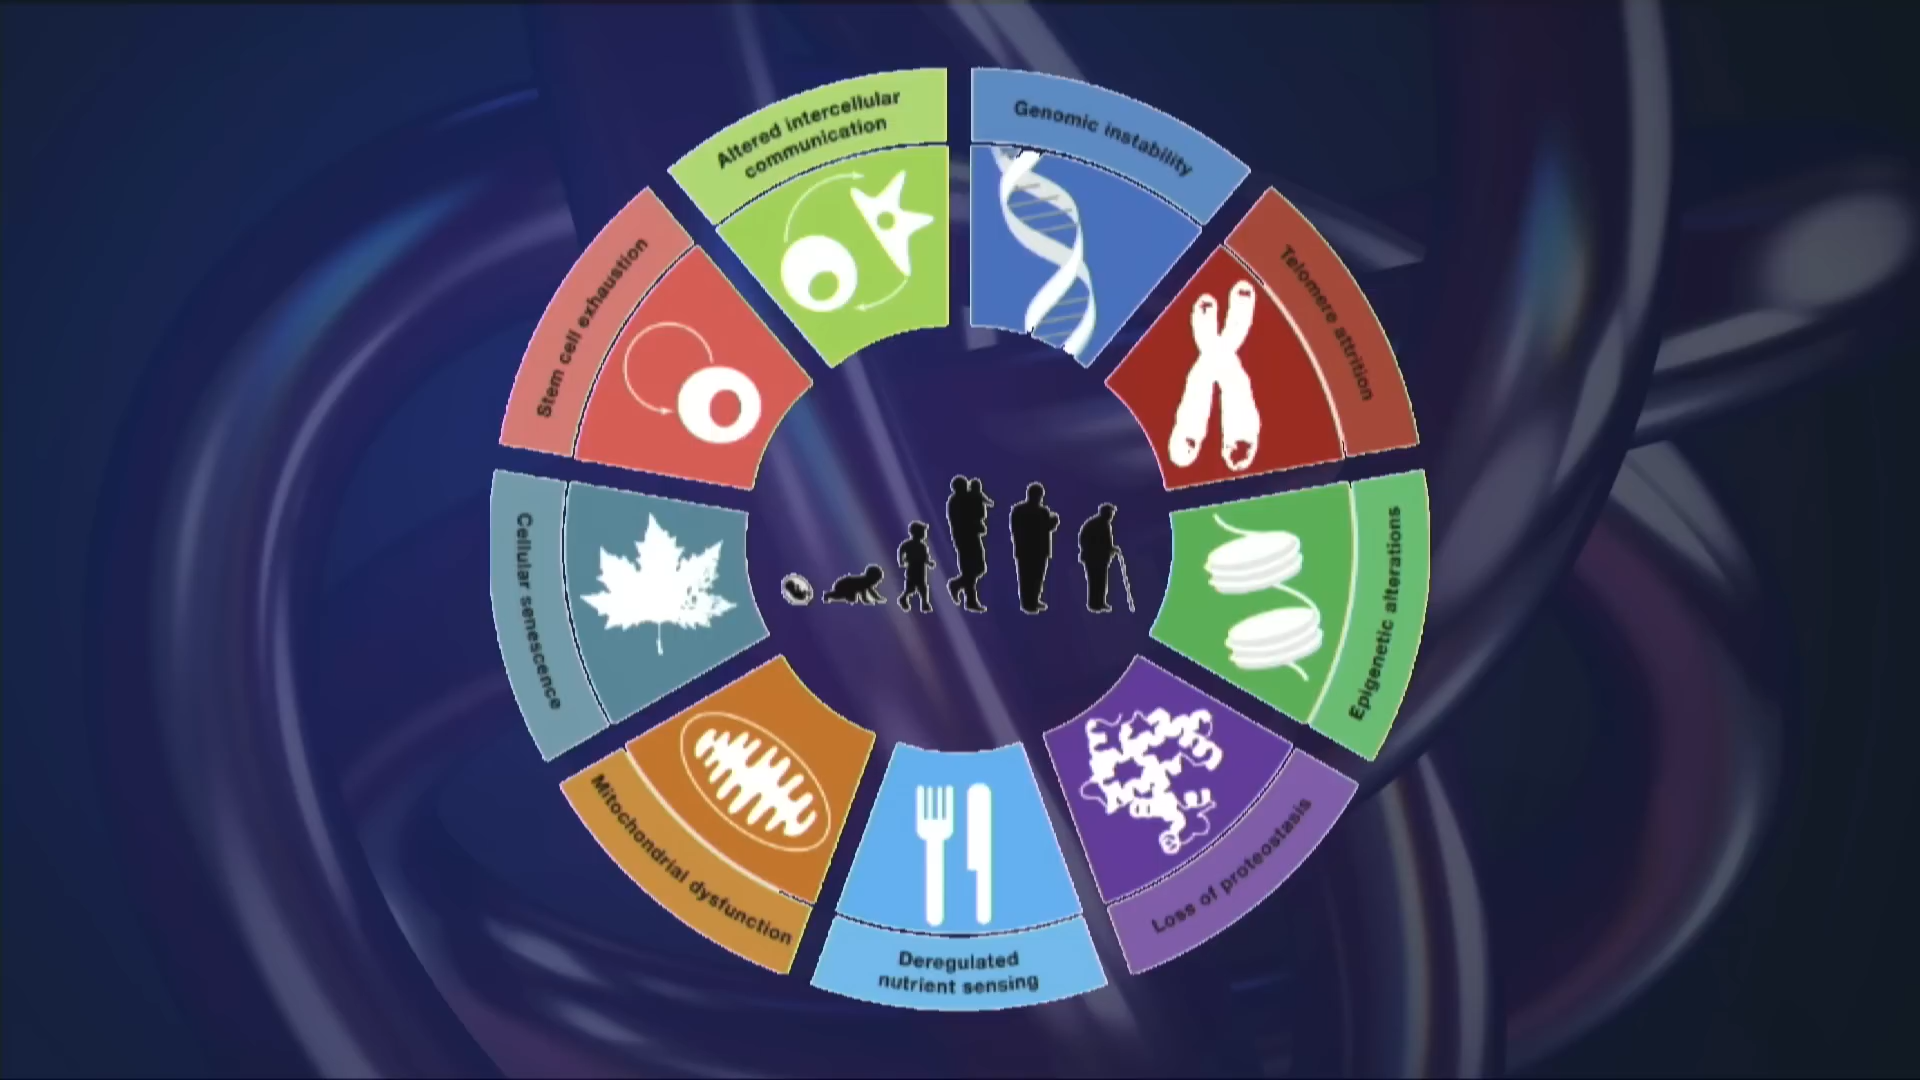 Altered intercellular
communication
Genomic instability
Telomere attrition
Epigenetic alterations
Loss of proteostasis
Deregulated
nutrient sensing
Mitochondrial dysfunction
Cellular senescence
Stem cell exhaustion